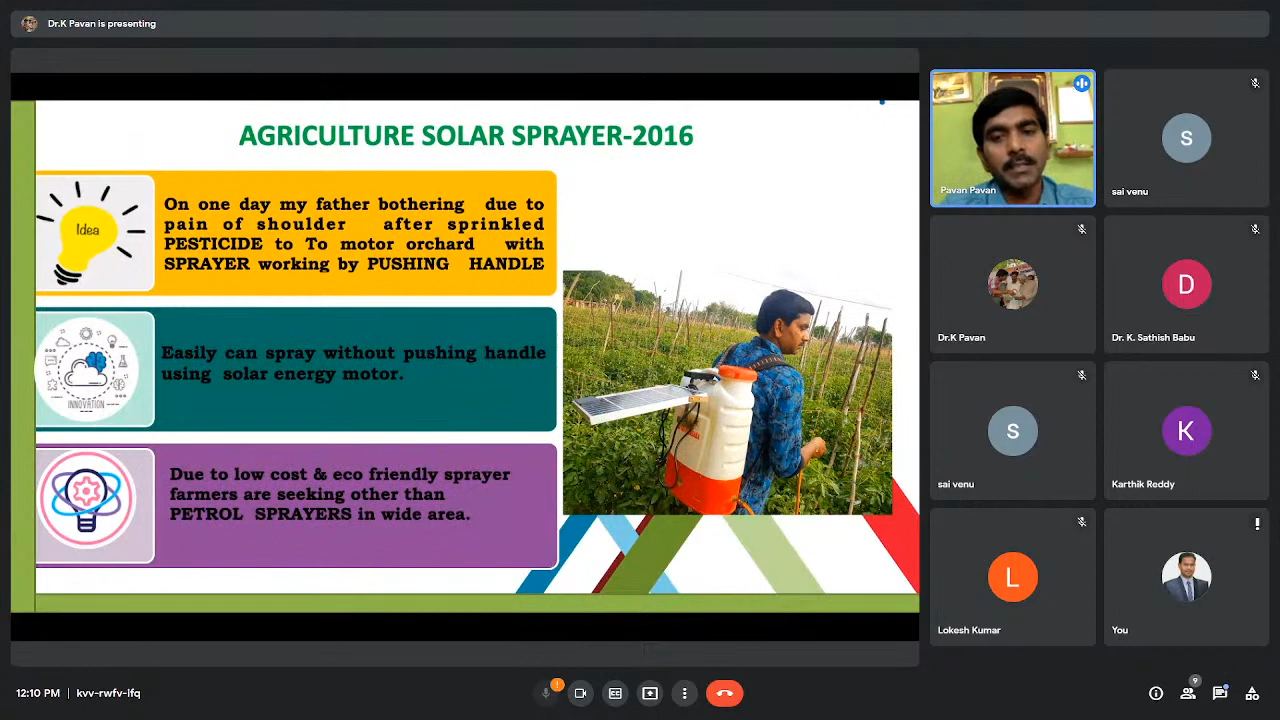 Dr.K Pavan is presenting
AGRICULTURE SOLAR SPRAYER-2016
Idea
On one day my father bothering due to
pain of shoulder after sprinkled
PESTICIDE to To motor orchard with
SPRAYER working by PUSHING HANDLE
INNOVATION
Easily can spray without pushing handle
using solar energy motor.
Due to low cost & eco friendly sprayer
farmers are seeking other than
PETROL SPRAYERS in wide area.
Pavan Pavan
S
sai venu
Dr.K Pavan
D
Dr. K. Sathish Babu
S
sai venu
K
Karthik Reddy
L
Lokesh Kumar
You
12:10 PM | kvv-rwfv-ifq
!
CC
9